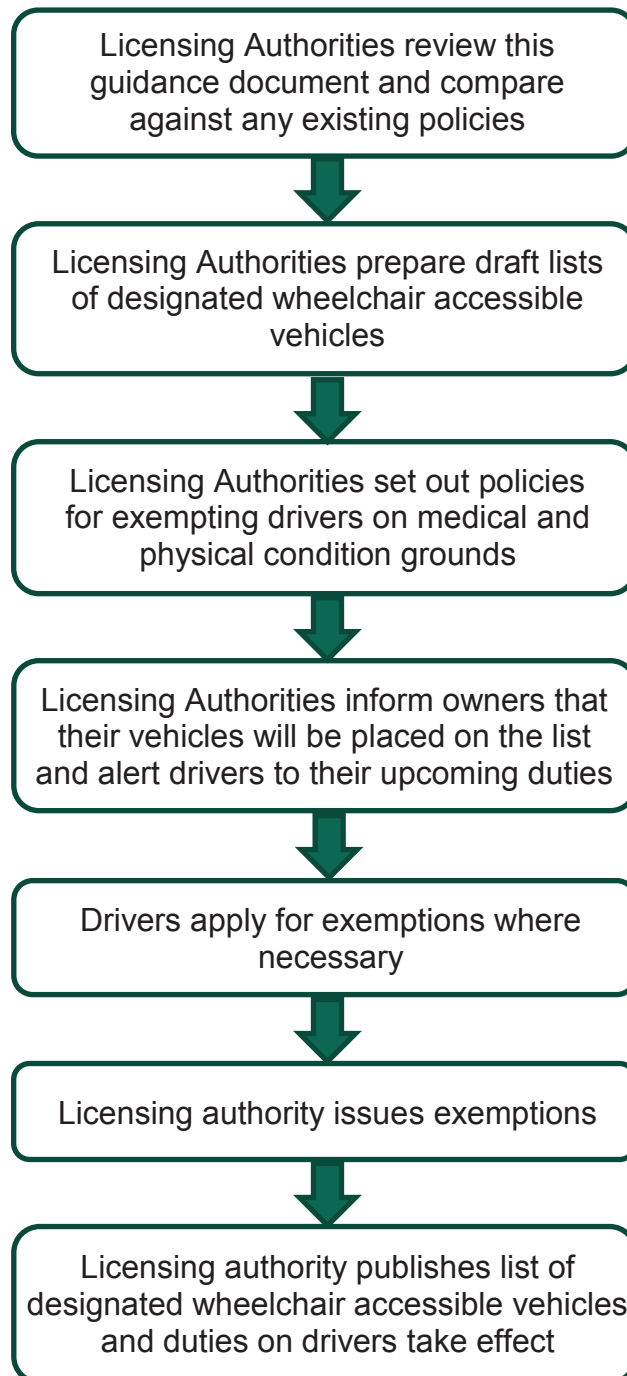 Licensing Authorities review this
guidance document and compare
against any existing policies
Licensing Authorities prepare draft lists
of designated wheelchair accessible
vehicles
Licensing Authorities set out policies
for exempting drivers on medical and
physical condition grounds
Licensing Authorities inform owners that
their vehicles will be placed on the list
and alert drivers to their upcoming duties
Drivers apply for exemptions where
necessary
Licensing authority issues exemptions
Licensing authority publishes list of
designated wheelchair accessible vehicles
and duties on drivers take effect